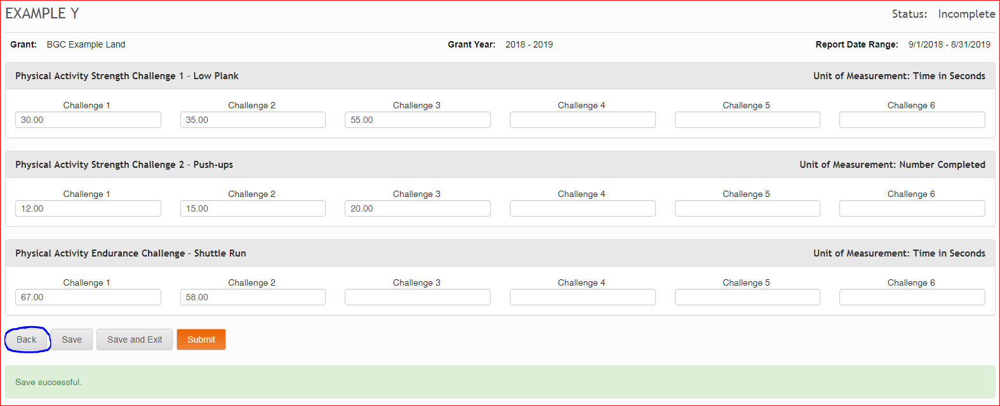 EXAMPLE Y Status: Incomplete
Grant: BGC Example Land Grant Year: 2018 - 2019 Report Date Range: 9/1/2018 - 8/31/2019
Physical Activity Strength Challenge 1 - Low Plank Unit of Measurement: Time in Seconds
Challenge 1 Challenge 2 Challenge 3 Challenge 4 Challenge 5 Challenge 6
30.00 35.00 55.00
Physical Activity Strength Challenge 2 - Push-ups Unit of Measurement: Number Completed
Challenge 1 Challenge 2 Challenge 3 Challenge 4 Challenge 5 Challenge 6
12.00 15.00 20.00
Physical Activity Endurance Challenge - Shuttle Run Unit of Measurement: Time in Seconds
Challenge 1 Challenge 2 Challenge 3 Challenge 4 Challenge 5 Challenge 6
67.00 58.00
Back Save Save and Exit Submit
Save successful.